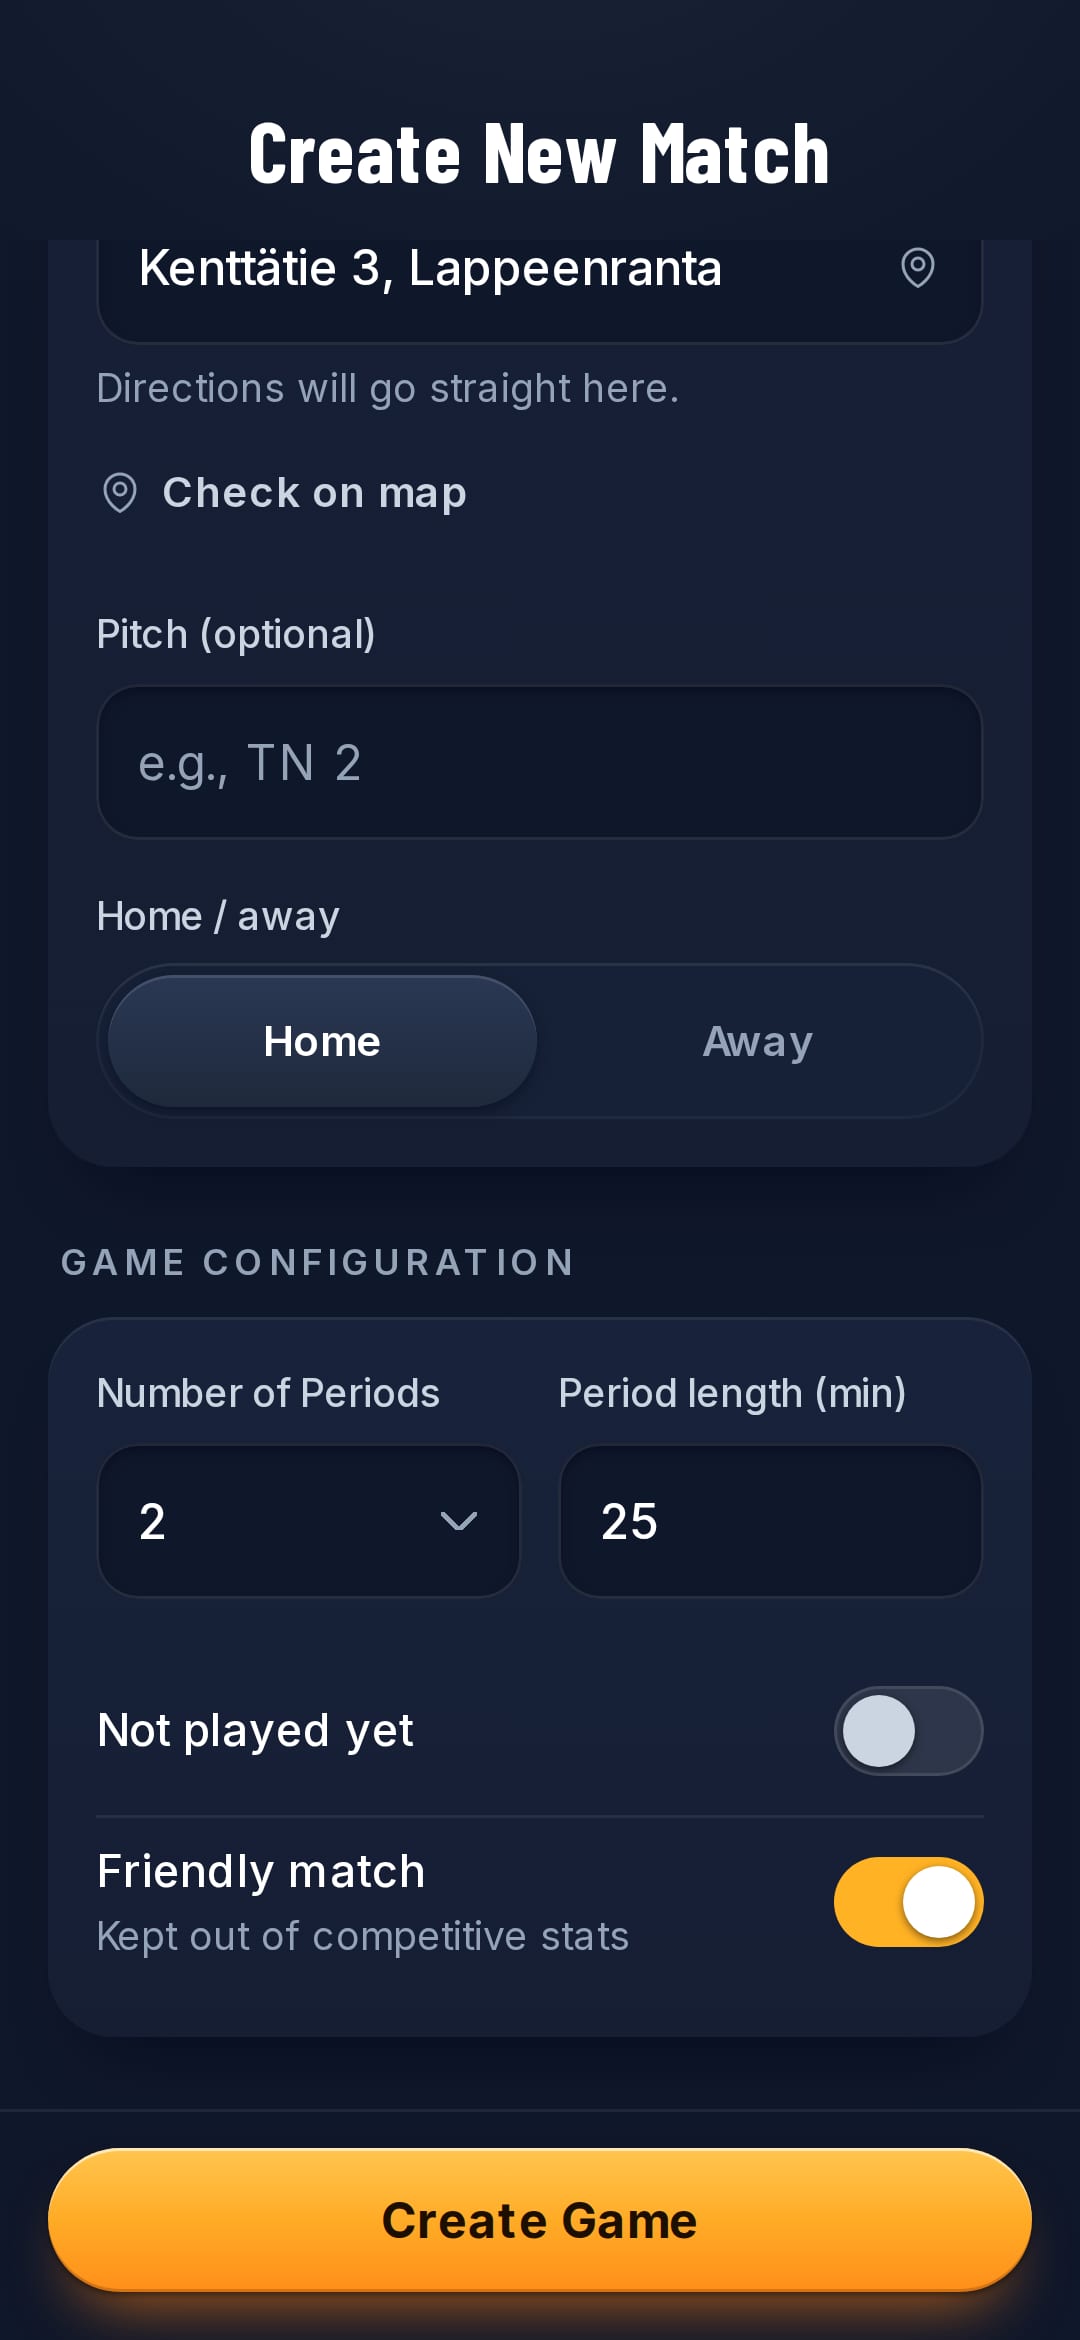 Create New Match
Kenttätie 3, Lappeenranta
Directions will go straight here.
Check on map
Pitch (optional)
e.g., TN 2
Home / away
Home Away
GAME CONFIGURATION
Number of Periods Period length (min)
2 25
Not played yet
Friendly match
Kept out of competitive stats
Create Game